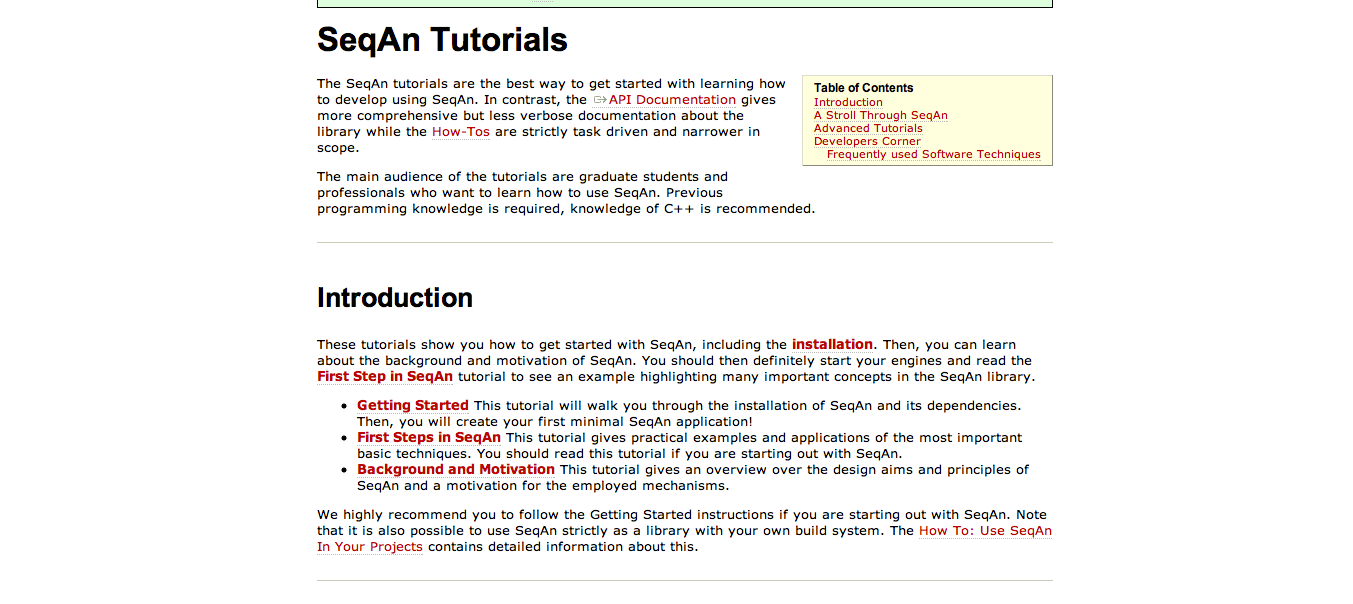 SeqAn Tutorials
The SeqAn tutorials are the best way to get started with learning how
to develop using SeqAn. In contrast, the API Documentation gives
more comprehensive but less verbose documentation about the
library while the How-Tos are strictly task driven and narrower in
scope.
The main audience of the tutorials are graduate students and
professionals who want to learn how to use SeqAn. Previous
programming knowledge is required, knowledge of C++ is recommended.
Table of Contents
Introduction
A Stroll Through SeqAn
Advanced Tutorials
Developers Corner
Frequently used Software Techniques
Introduction
These tutorials show you how to get started with SeqAn, including the installation. Then, you can learn
about the background and motivation of SeqAn. You should then definitely start your engines and read the
First Step in SeqAn tutorial to see an example highlighting many important concepts in the SeqAn library.
• Getting Started This tutorial will walk you through the installation of SeqAn and its dependencies.
Then, you will create your first minimal SeqAn application!
• First Steps in SeqAn This tutorial gives practical examples and applications of the most important
basic techniques. You should read this tutorial if you are starting out with SeqAn.
• Background and Motivation This tutorial gives an overview over the design aims and principles of
SeqAn and a motivation for the employed mechanisms.
We highly recommend you to follow the Getting Started instructions if you are starting out with SeqAn. Note
that it is also possible to use SeqAn strictly as a library with your own build system. The How To: Use SeqAn
In Your Projects contains detailed information about this.